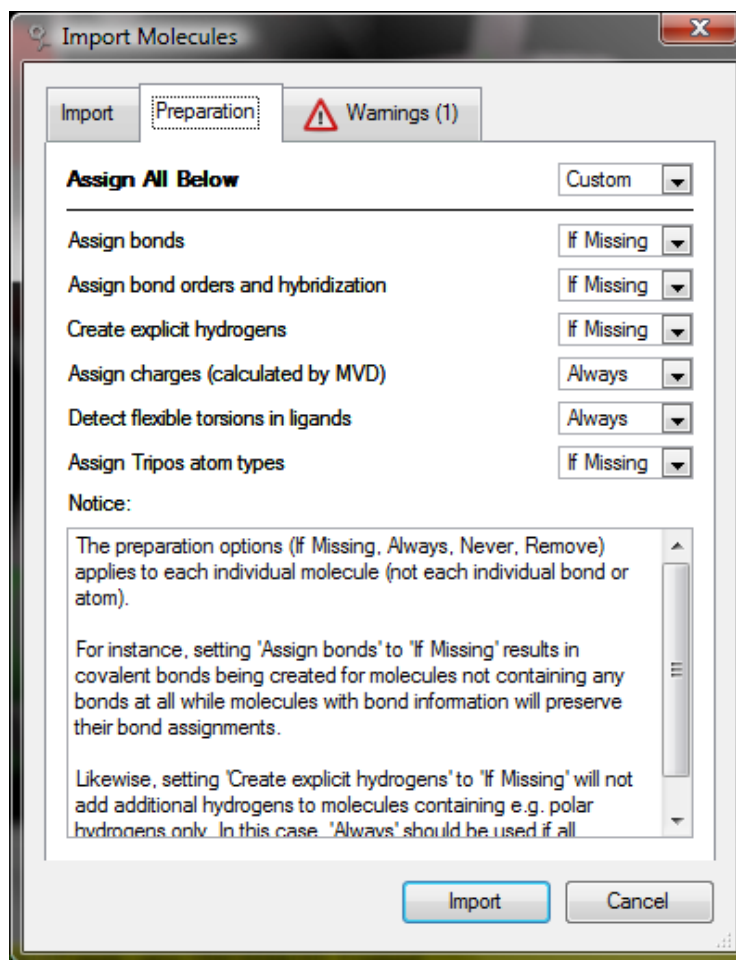 Import Molecules
Import Preparation Warnings (1)
Assign All Below Custom
Assign bonds If Missing
Assign bond orders and hybridization If Missing
Create explicit hydrogens If Missing
Assign charges (calculated by MVD) Always
Detect flexible torsions in ligands Always
Assign Tripos atom types If Missing
Notice:
The preparation options (If Missing, Always, Never, Remove)
applies to each individual molecule (not each individual bond or
atom).
For instance, setting 'Assign bonds' to 'If Missing' results in
covalent bonds being created for molecules not containing any
bonds at all while molecules with bond information will preserve
their bond assignments.
Likewise, setting 'Create explicit hydrogens' to 'If Missing' will not
add additional hydrogens to molecules containing e.g. polar
hydrogens only. In this case, 'Always' should be used if all
Import Cancel